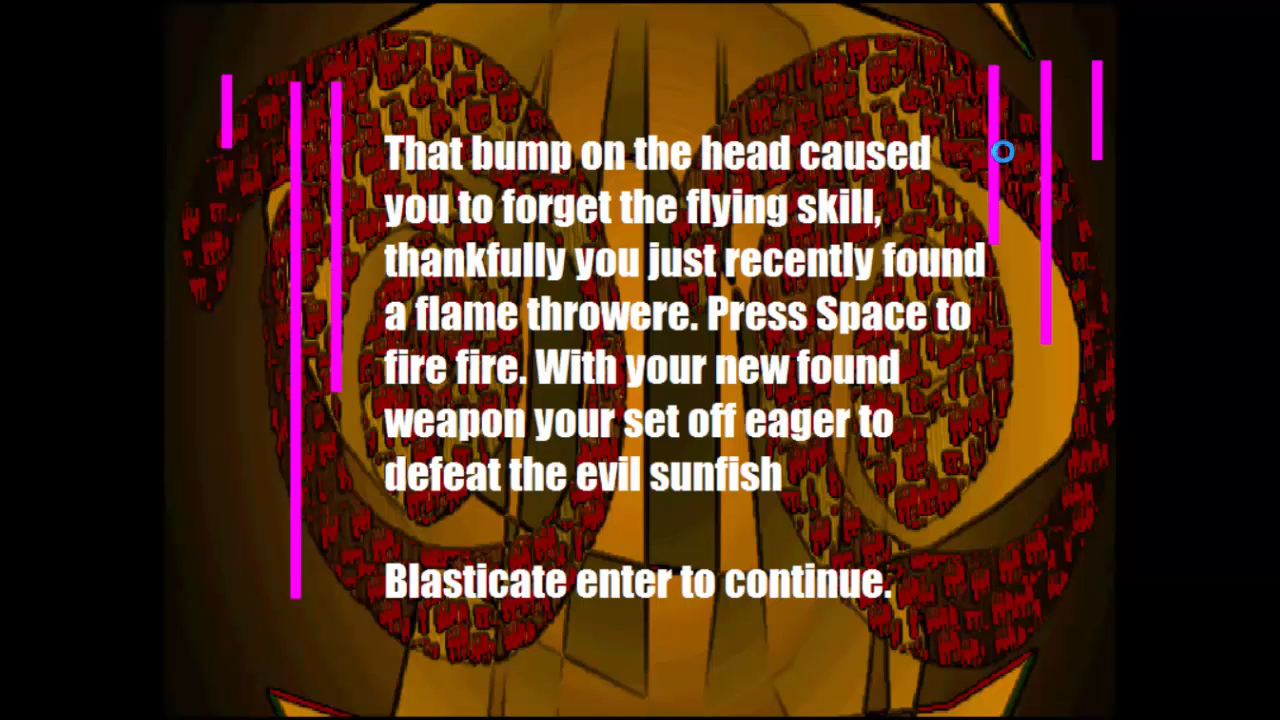 That bump on the head caused
you to forget the flying skill,
thankfully you just recently found
a flame throwere. Press Space to
fire fire. With your new found
weapon your set off eager to
defeat the evil sunfish
Blasticate enter to continue.